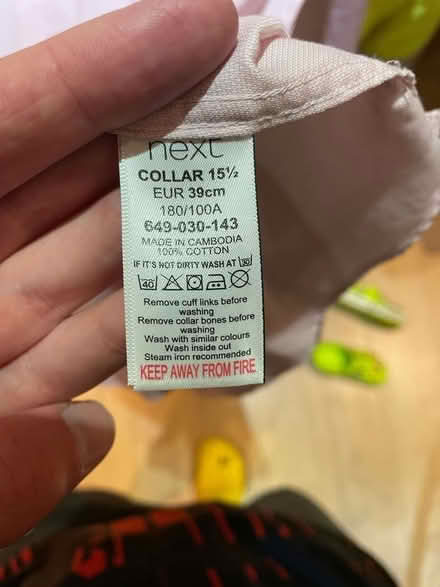 next
COLLAR 15½
EUR 39cm
180/100A
649-030-143
MADE IN CAMBODIA
100% COTTON
IF IT'S NOT DIRTY WASH AT 30
40
Remove cuff links before
washing
Remove collar bones before
washing
Wash with similar colours
Wash inside out
Steam iron recommended
KEEP AWAY FROM FIRE